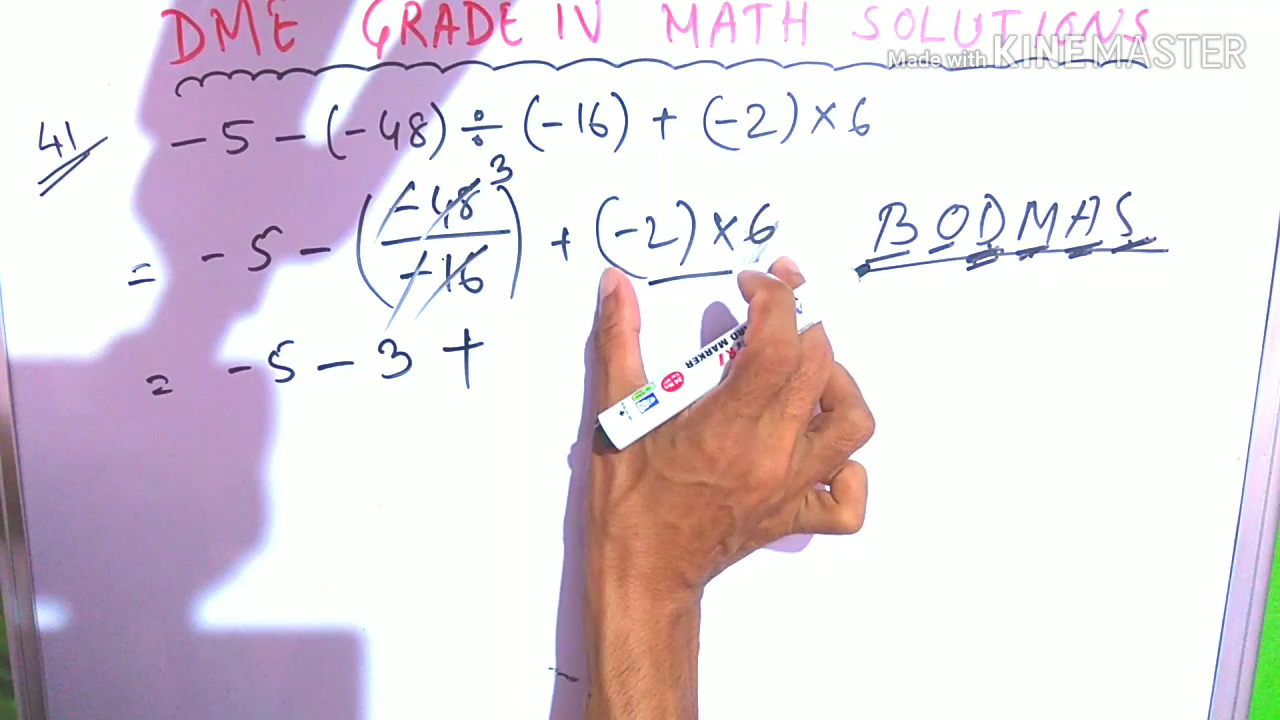 DME GRADE IV MATH SOLUTIONS
Made with KINEMASTER
41 -5-(-48)÷(-16)+(-2)×6
= -5-(-48/-16)3+(-2)×6 BODMAS
= -5-3+
MARKER